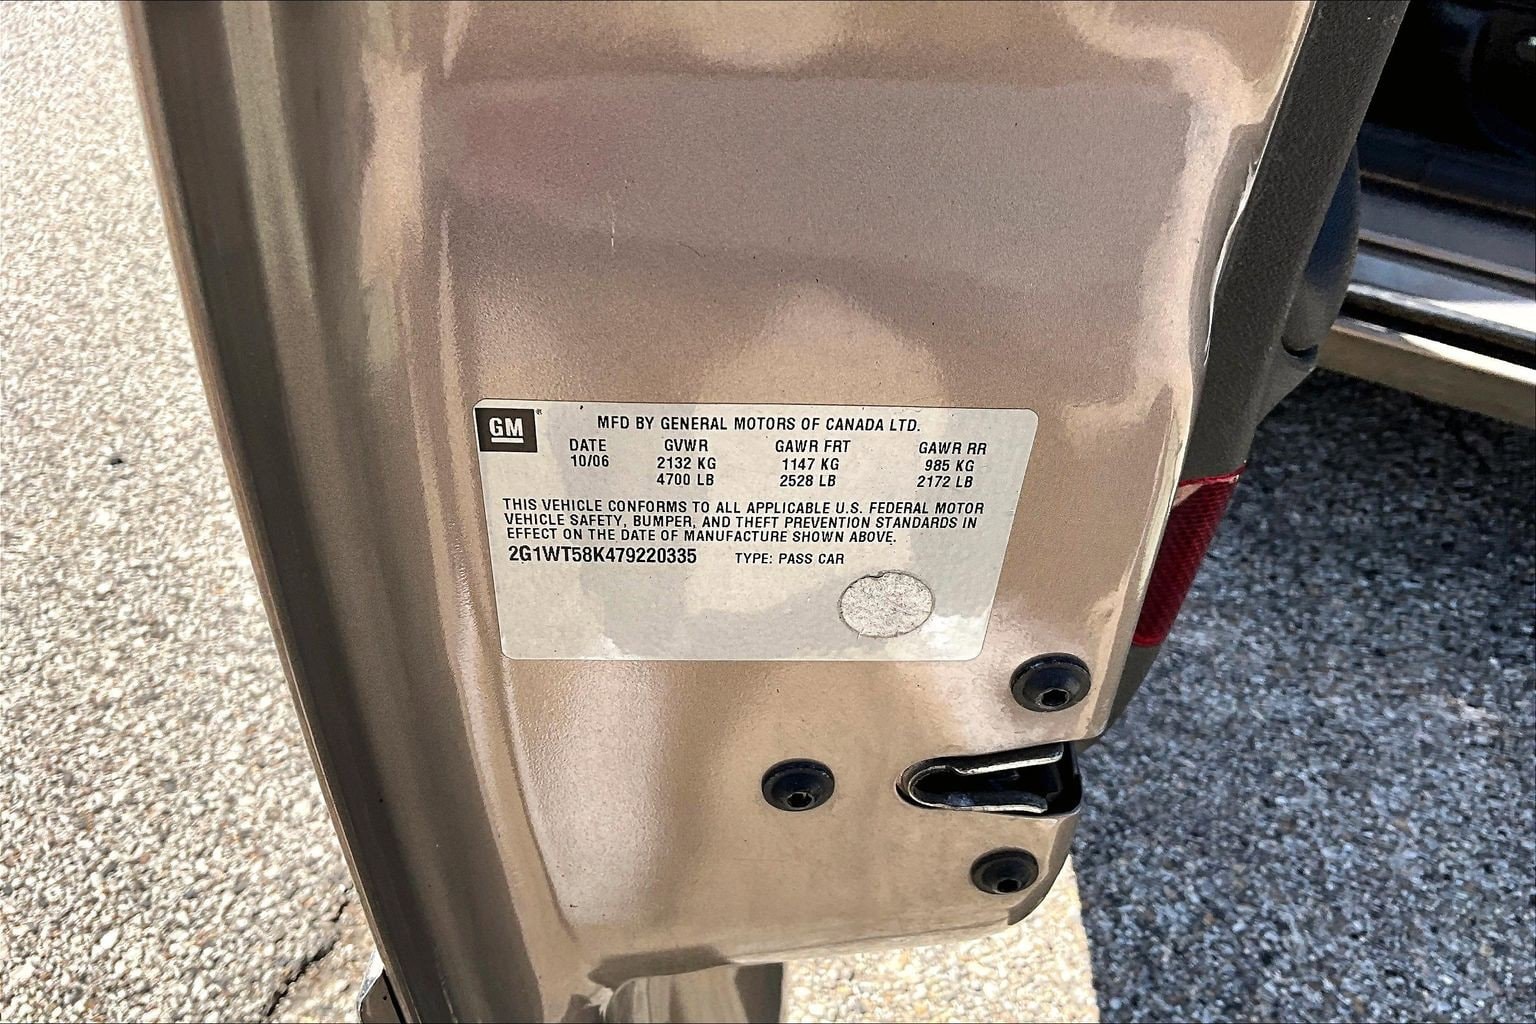 GM®
MFD BY GENERAL MOTORS OF CANADA LTD.
DATE GVWR GAWR FRT GAWR RR
10/06 2132 KG 1147 KG 985 KG
4700 LB 2528 LB 2172 LB
THIS VEHICLE CONFORMS TO ALL APPLICABLE U.S. FEDERAL MOTOR
VEHICLE SAFETY, BUMPER, AND THEFT PREVENTION STANDARDS IN
EFFECT ON THE DATE OF MANUFACTURE SHOWN ABOVE.
2G1WT58K479220335 TYPE: PASS CAR